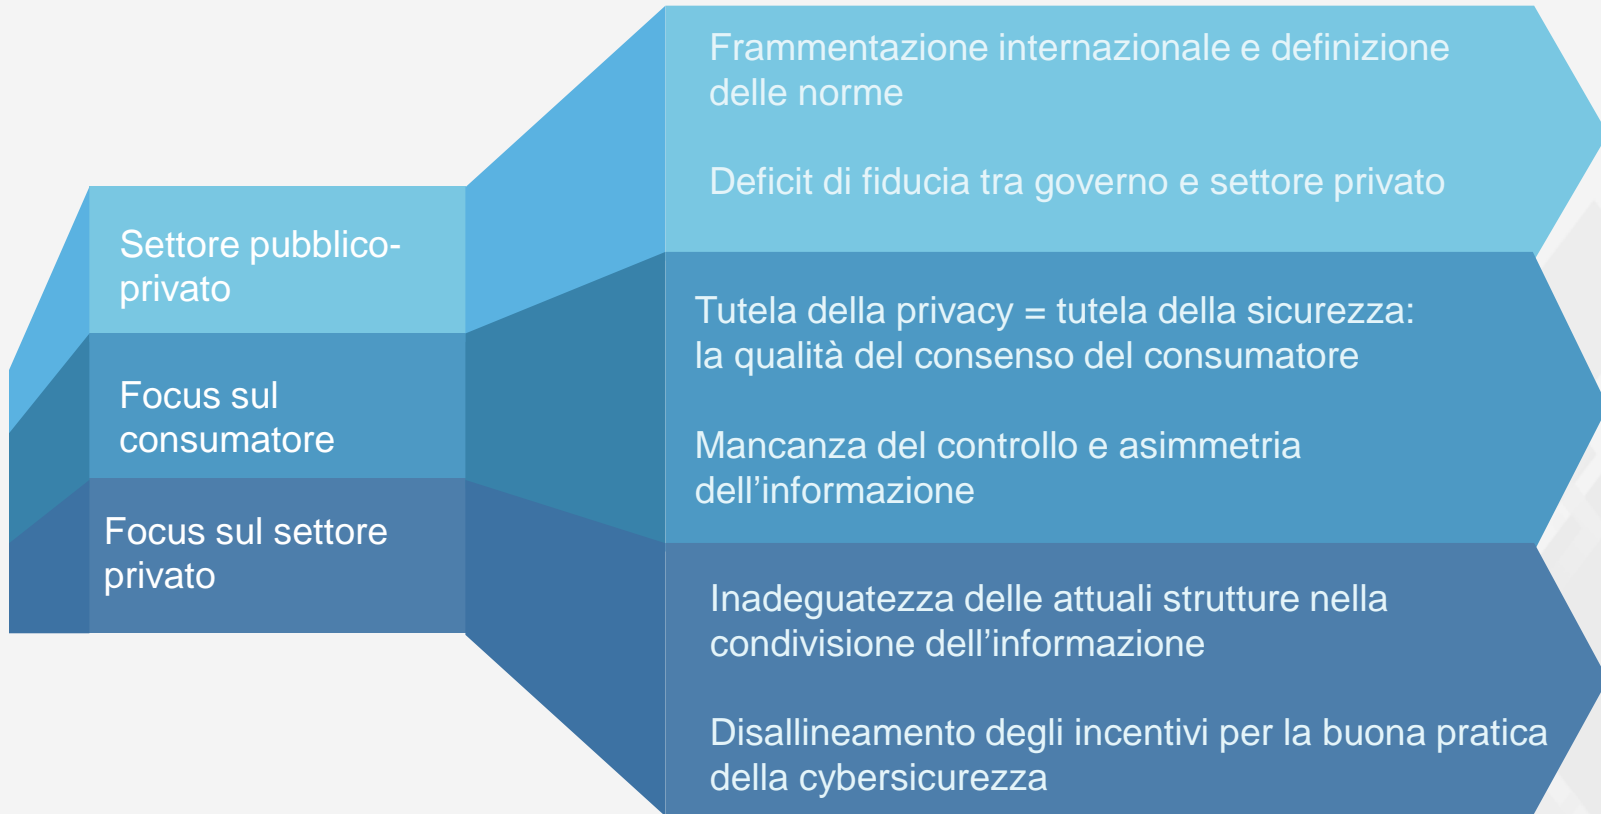 Settore pubblico-
privato
Focus sul
consumatore
Focus sul settore
privato
Frammentazione internazionale e definizione
delle norme
Deficit di fiducia tra governo e settore privato
Tutela della privacy = tutela della sicurezza:
la qualità del consenso del consumatore
Mancanza del controllo e asimmetria
dell’informazione
Inadeguatezza delle attuali strutture nella
condivisione dell’informazione
Disallineamento degli incentivi per la buona pratica
della cybersicurezza